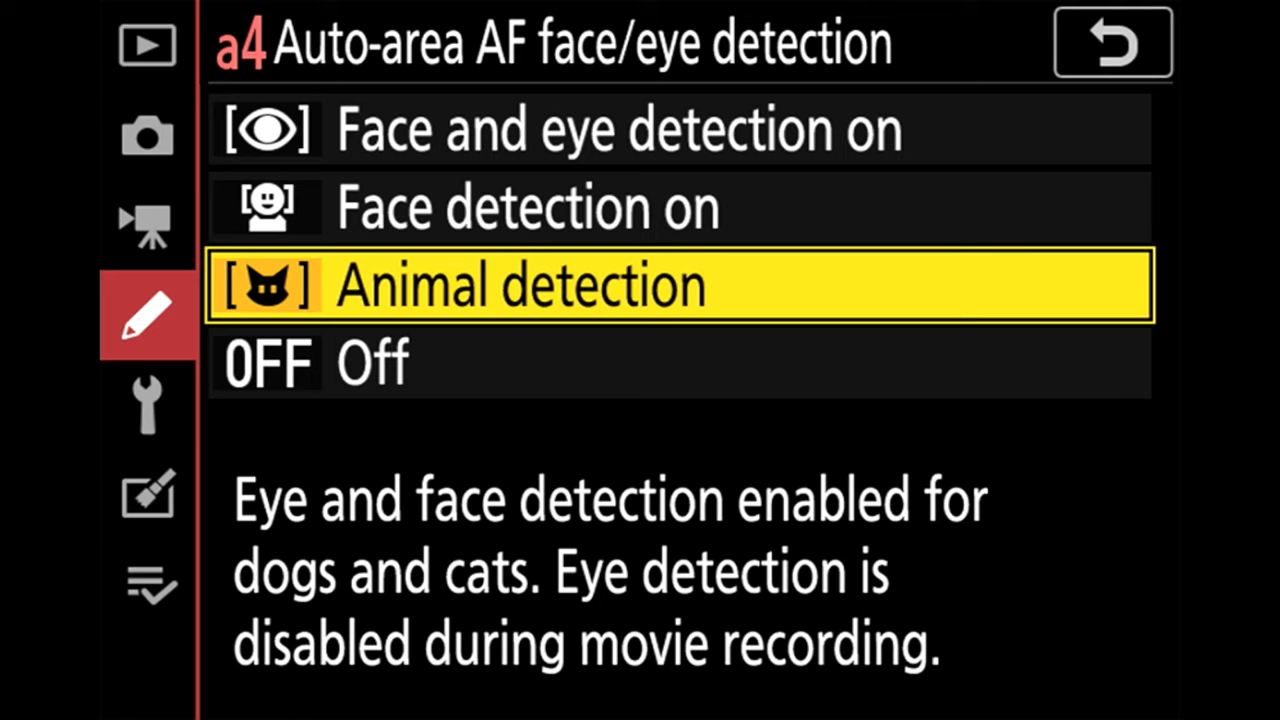 a4 Auto-area AF face/eye detection
Face and eye detection on
Face detection on
Animal detection
OFF Off
Eye and face detection enabled for
dogs and cats. Eye detection is
disabled during movie recording.